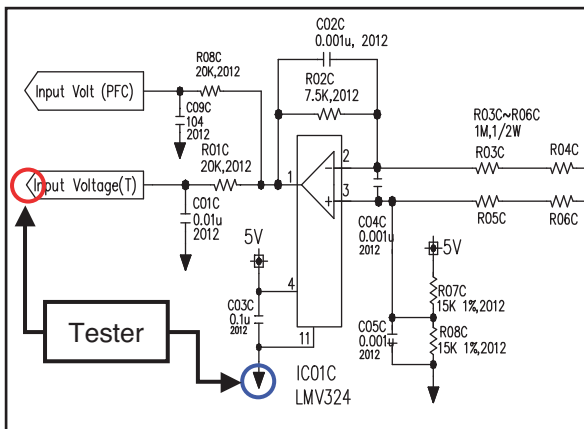 C02C
0.001u, 2012
R08C
20K,2012
R02C
7.5K,2012
Input Volt (PFC)
C09C
104
2012
R03C~R06C
1M,1/2W
R01C
20K,2012
R03C
R04C
1
2
3
Input Voltage(T)
R05C
R06C
C01C
0.01u
2012
C04C
0.001u
2012
5V
5V
4
R07C
15K 1%,2012
Tester
C03C
0.1u
2012
11
C05C
0.001u
2012
R08C
15K 1%,2012
IC01C
LMV324